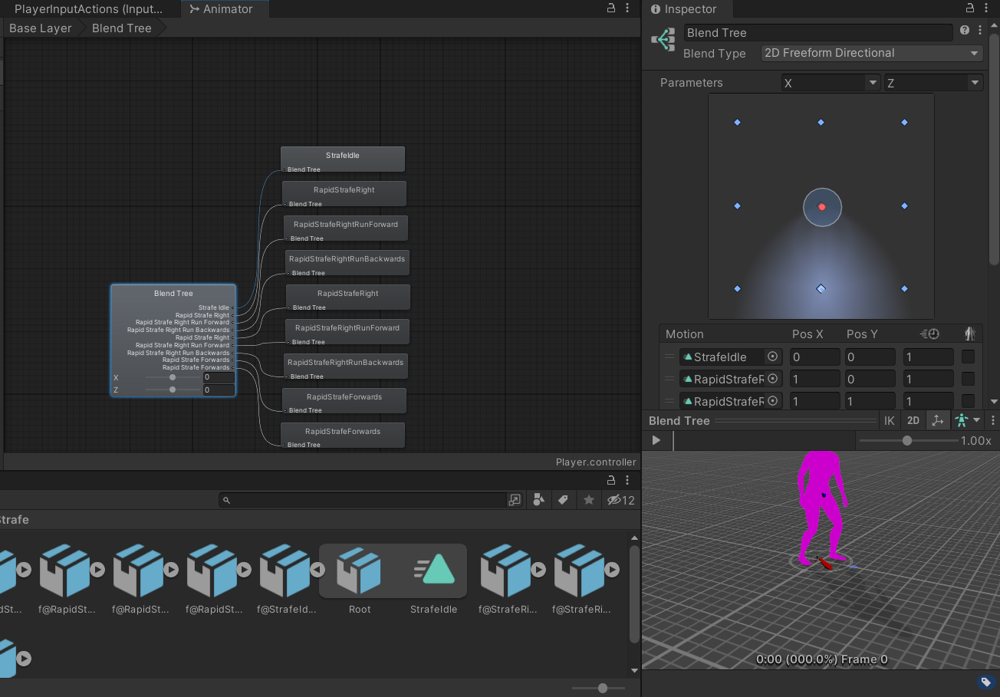 PlayerInputActions (Input...
Animator
Base Layer
Blend Tree
StrafeIdle
Blend Tree
RapidStrafeRight
Blend Tree
RapidStrafeRightRunForward
Blend Tree
RapidStrafeRightRunBackwards
Blend Tree
RapidStrafeRight
Blend Tree
RapidStrafeRightRunForward
Blend Tree
RapidStrafeRightRunBackwards
Blend Tree
RapidStrafeForwards
Blend Tree
RapidStrafeForwards
Blend Tree
Blend Tree
Strafe Idle
Rapid Strafe Right
Rapid Strafe Right Run Forward
Rapid Strafe Right Run Backwards
Rapid Strafe Right
Rapid Strafe Right Run Forward
Rapid Strafe Right Run Backwards
Rapid Strafe Forwards
Rapid Strafe Forwards
X 0
Z 0
Player.controller
12
Strafe
dSt...
f@RapidSt...
f@RapidSt...
f@RapidSt...
f@StrafeId...
Root
StrafeIdle
f@StrafeRi...
f@StrafeRi...
Inspector
Blend Tree
Blend Type 2D Freeform Directional
Parameters X Z
Motion Pos X Pos Y
StrafeIdle 0 0 1
RapidStrafeR 1 0 1
RapidStrafeR 1 1 1
Blend Tree IK 2D
1.00x
0:00 (000.0%) Frame 0